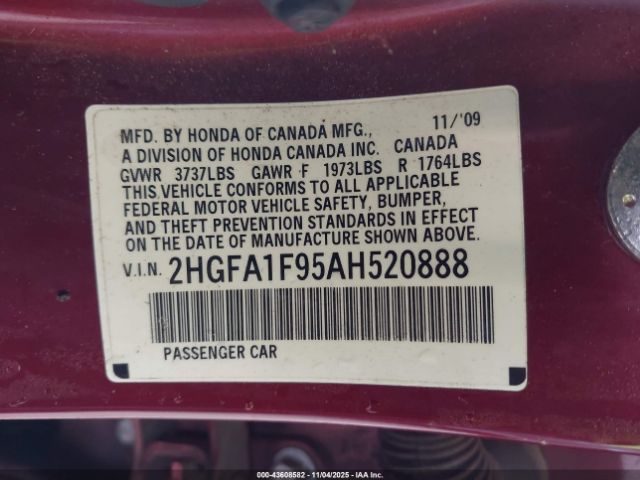 11/'09
MFD. BY HONDA OF CANADA MFG.,
A DIVISION OF HONDA CANADA INC. CANADA
GVWR 3737LBS GAWR F 1973LBS R 1764LBS
THIS VEHICLE CONFORMS TO ALL APPLICABLE
FEDERAL MOTOR VEHICLE SAFETY, BUMPER,
AND THEFT PREVENTION STANDARDS IN EFFECT
ON THE DATE OF MANUFACTURE SHOWN ABOVE.
V.I.N. 2HGFA1F95AH520888
PASSENGER CAR
000-43608582 - 11/04/2025 - IAA Inc.